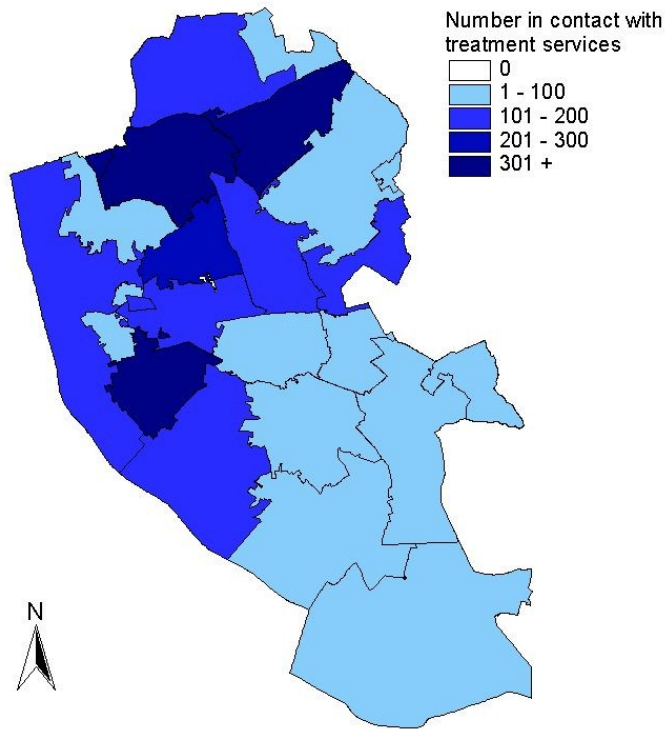 Number in contact with
treatment services
0
1 - 100
101 - 200
201 - 300
301 +
N